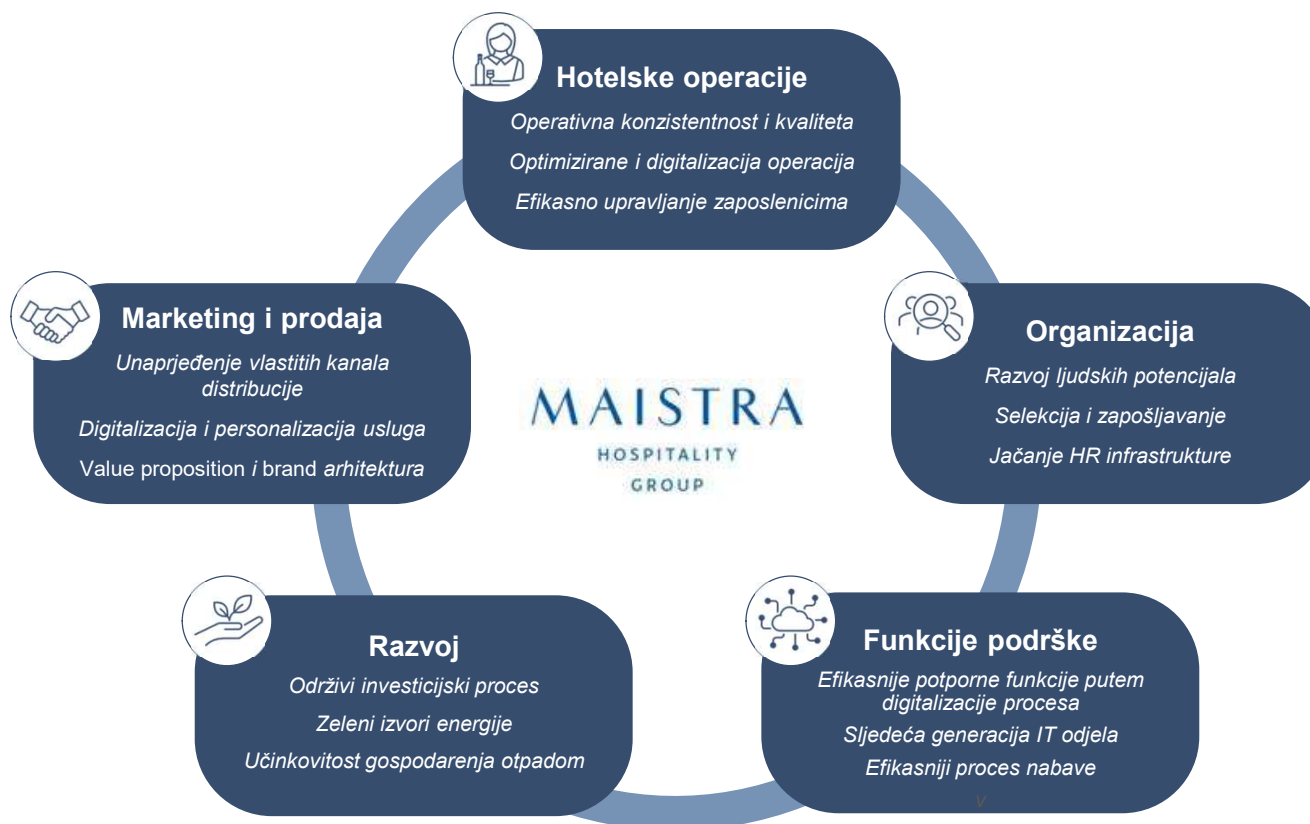 Hotelske operacije
Operativna konzistentnost i kvaliteta
Optimizirane i digitalizacija operacija
Efikasno upravljanje zaposlenicima
Marketing i prodaja
Unaprjeđenje vlastitih kanala
distribucije
Digitalizacija i personalizacija usluga
Value proposition i brand arhitektura
MAISTRA
HOSPITALITY
GROUP
Organizacija
Razvoj ljudskih potencijala
Selekcija i zapošljavanje
Jačanje HR infrastrukture
Razvoj
Održivi investicijski proces
Zeleni izvori energije
Učinkovitost gospodarenja otpadom
Funkcije podrške
Efikasnije potporne funkcije putem
digitalizacije procesa
Sljedeća generacija IT odjela
Efikasniji proces nabave
v